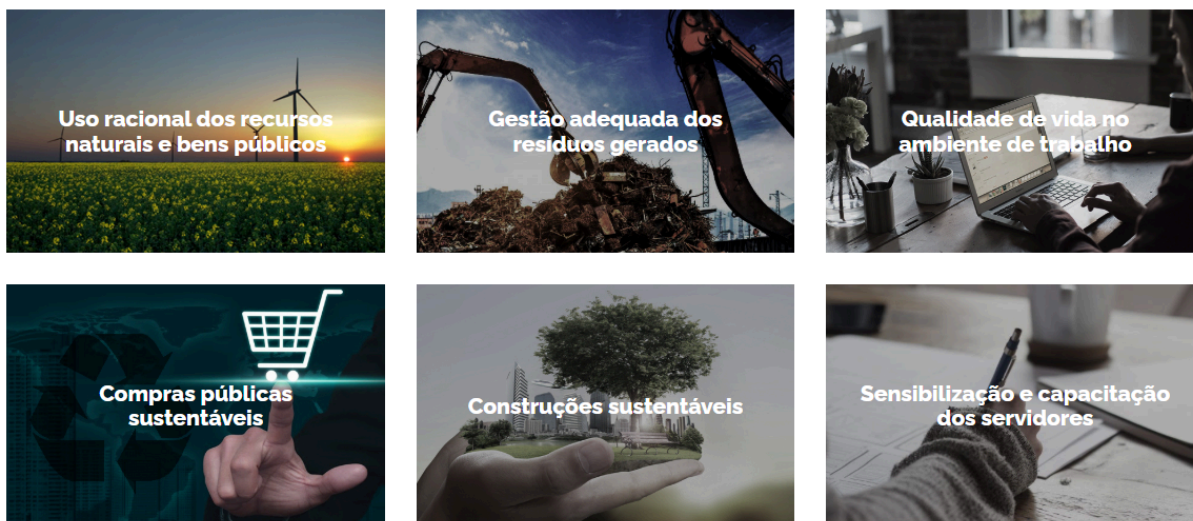 Uso racional dos recursos
naturais e bens públicos
Gestão adequada dos
resíduos gerados
Qualidade de vida no
ambiente de trabalho
Compras públicas
sustentáveis
Construções sustentáveis
Sensibilização e capacitação
dos servidores